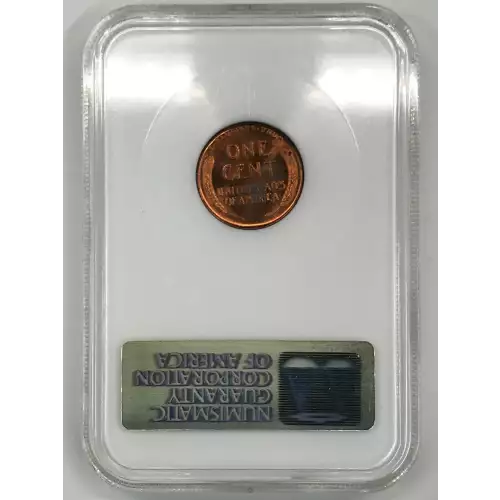 ONE
CENT
UNITED STATES
OF AMERICA
NUMISMATIC
GUARANTY
CORPORATION
OF AMERICA